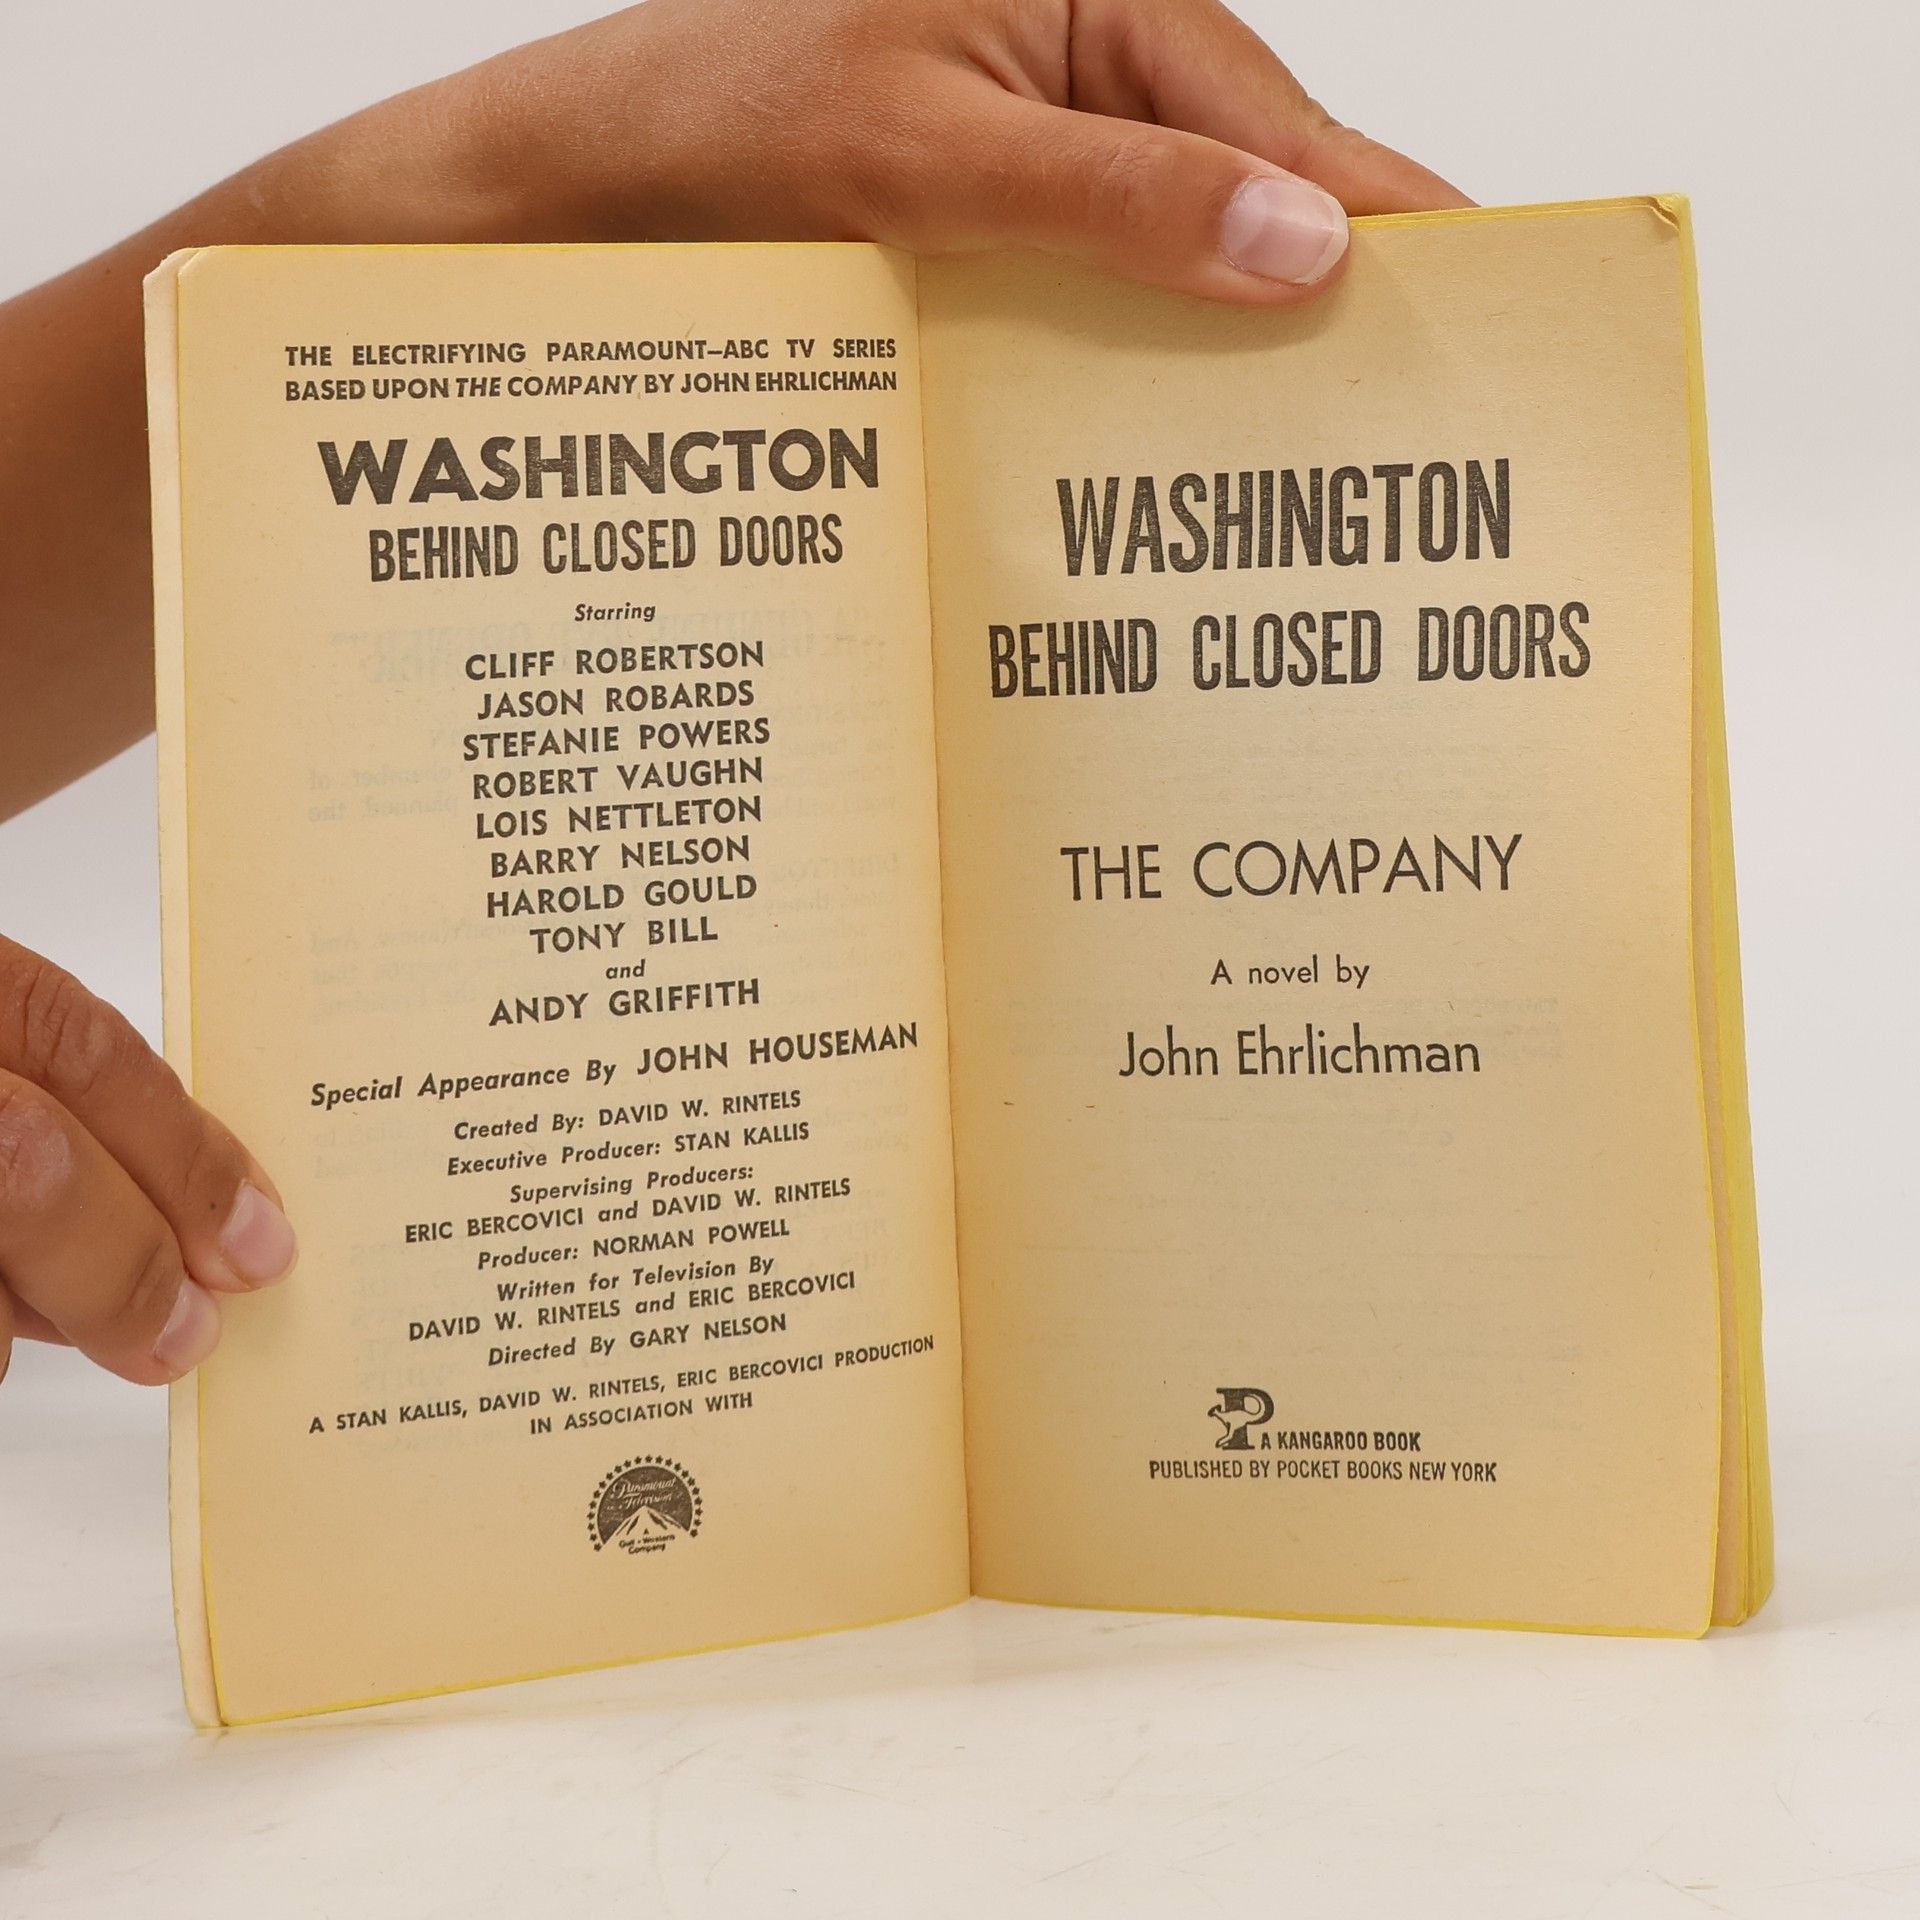 THE ELECTRIFYING PARAMOUNT–ABC TV SERIES
BASED UPON THE COMPANY BY JOHN EHRLICHMAN
WASHINGTON
BEHIND CLOSED DOORS
Starring
CLIFF ROBERTSON
JASON ROBARDS
STEFANIE POWERS
ROBERT VAUGHN
LOIS NETTLETON
BARRY NELSON
HAROLD GOULD
TONY BILL
and
ANDY GRIFFITH
Special Appearance By JOHN HOUSEMAN
Created By: DAVID W. RINTELS
Executive Producer: STAN KALLIS
Supervising Producers:
ERIC BERCOVICI and DAVID W. RINTELS
Producer: NORMAN POWELL
Written for Television By
DAVID W. RINTELS and ERIC BERCOVICI
Directed By GARY NELSON
A STAN KALLIS, DAVID W. RINTELS, ERIC BERCOVICI PRODUCTION
IN ASSOCIATION WITH
Paramount
Television
A
Gulf + Western
Company
WASHINGTON
BEHIND CLOSED DOORS
THE COMPANY
A novel by
John Ehrlichman
P
A KANGAROO BOOK
PUBLISHED BY POCKET BOOKS NEW YORK